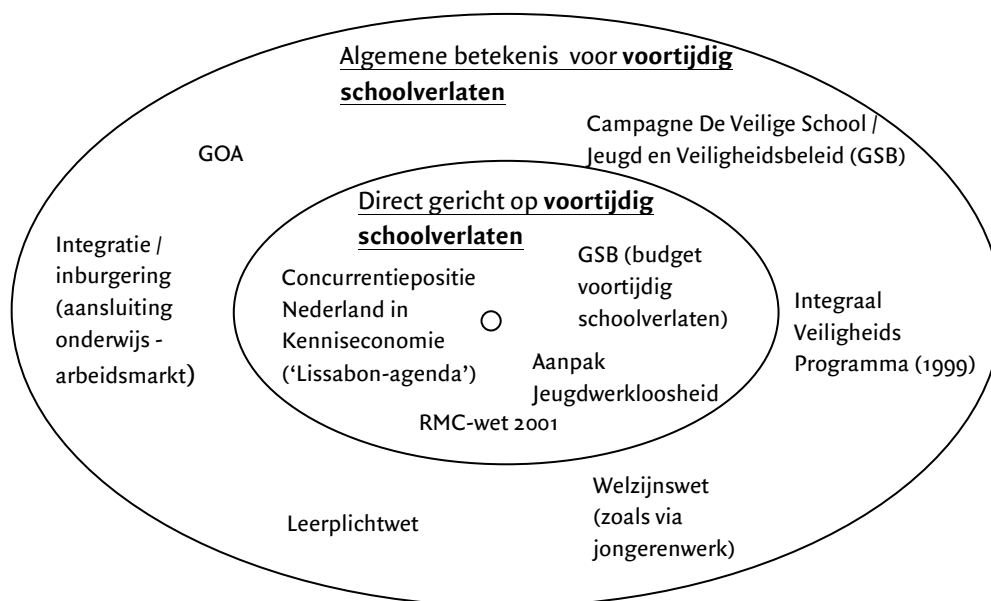 Algemene betekenis voor voortijdig
schoolverlaten
Campagne De Veilige School /
Jeugd en Veiligheidsbeleid (GSB)
GOA
Direct gericht op voortijdig
schoolverlaten
Integratie /
inburgering
(aansluiting
onderwijs -
arbeidsmarkt)
GSB (budget
voortijdig
schoolverlaten)
Concurrentiepositie
Nederland in
Kenniseconomie
(‘Lissabon-agenda’)
Integraal
Veiligheids
Programma (1999)
Aanpak
Jeugdwerkloosheid
RMC-wet 2001
Welzijnswet
(zoals via
jongerenwerk)
Leerplichtwet